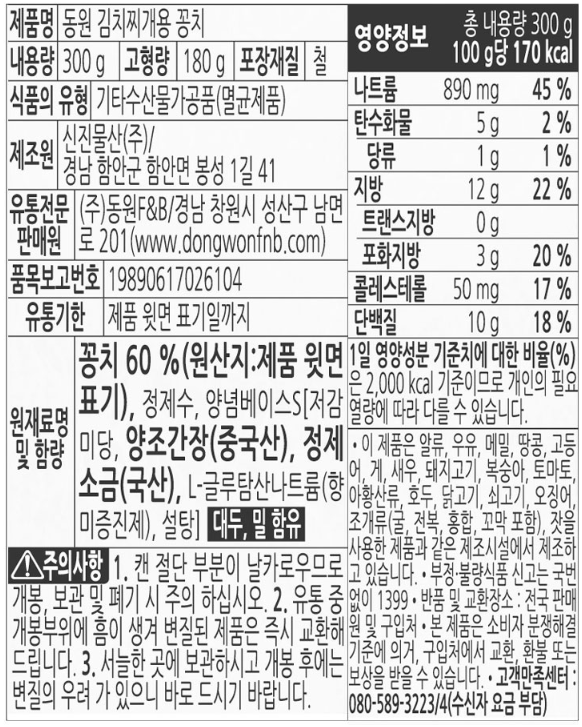 제품명 동원 김치찌개용 꽁치
내용량 300 g 고형량 180 g 포장재질 철
식품의 유형 기타수산물가공품(멸균제품)
제조원 신진물산(주)/
경남 함안군 함안면 봉성 1길 41
유통전문 판매원 (주)동원F&B/경남 창원시 성산구 남면
로 201(www.dongwonfnb.com)
품목보고번호 19890617026104
유통기한 제품 윗면 표기일까지
원재료명 및 함량
꽁치 60 %(원산지:제품 윗면
표기), 정제수, 양념베이스S[저감
미당, 양조간장(중국산), 정제
소금(국산), L-글루탐산나트륨(향
미증진제), 설탕] 대두, 밀 함유
⚠주의사항 1. 캔 절단 부분이 날카로우므로
개봉, 보관 및 폐기 시 주의 하십시오. 2. 유통 중
개봉부위에 흠이 생겨 변질된 제품은 즉시 교환해
드립니다. 3. 서늘한 곳에 보관하시고 개봉 후에는
변질의 우려 가 있으니 바로 드시기 바랍니다.
영양정보 총 내용량 300 g
100 g당 170 kcal
나트륨 890 mg 45 %
탄수화물 5 g 2 %
당류 1 g 1 %
지방 12 g 22 %
트랜스지방 0 g
포화지방 3 g 20 %
콜레스테롤 50 mg 17 %
단백질 10 g 18 %
1일 영양성분 기준치에 대한 비율(%)
은 2,000 kcal 기준이므로 개인의 필요
열량에 따라 다를 수 있습니다.
• 이 제품은 알류, 우유, 메밀, 땅콩, 고등
어, 게, 새우, 돼지고기, 복숭아, 토마토,
아황산류, 호두, 닭고기, 쇠고기, 오징어,
조개류(굴, 전복, 홍합, 꼬막 포함), 잣을
사용한 제품과 같은 제조시설에서 제조하
고 있습니다. • 부정·불량식품 신고는 국번
없이 1399 • 반품 및 교환장소 : 전국 판매
원 및 구입처 • 본 제품은 소비자 분쟁해결
기준에 의거, 구입처에서 교환, 환불 또는
보상을 받을 수 있습니다. • 고객만족센터 :
080-589-3223/4(수신자 요금 부담)